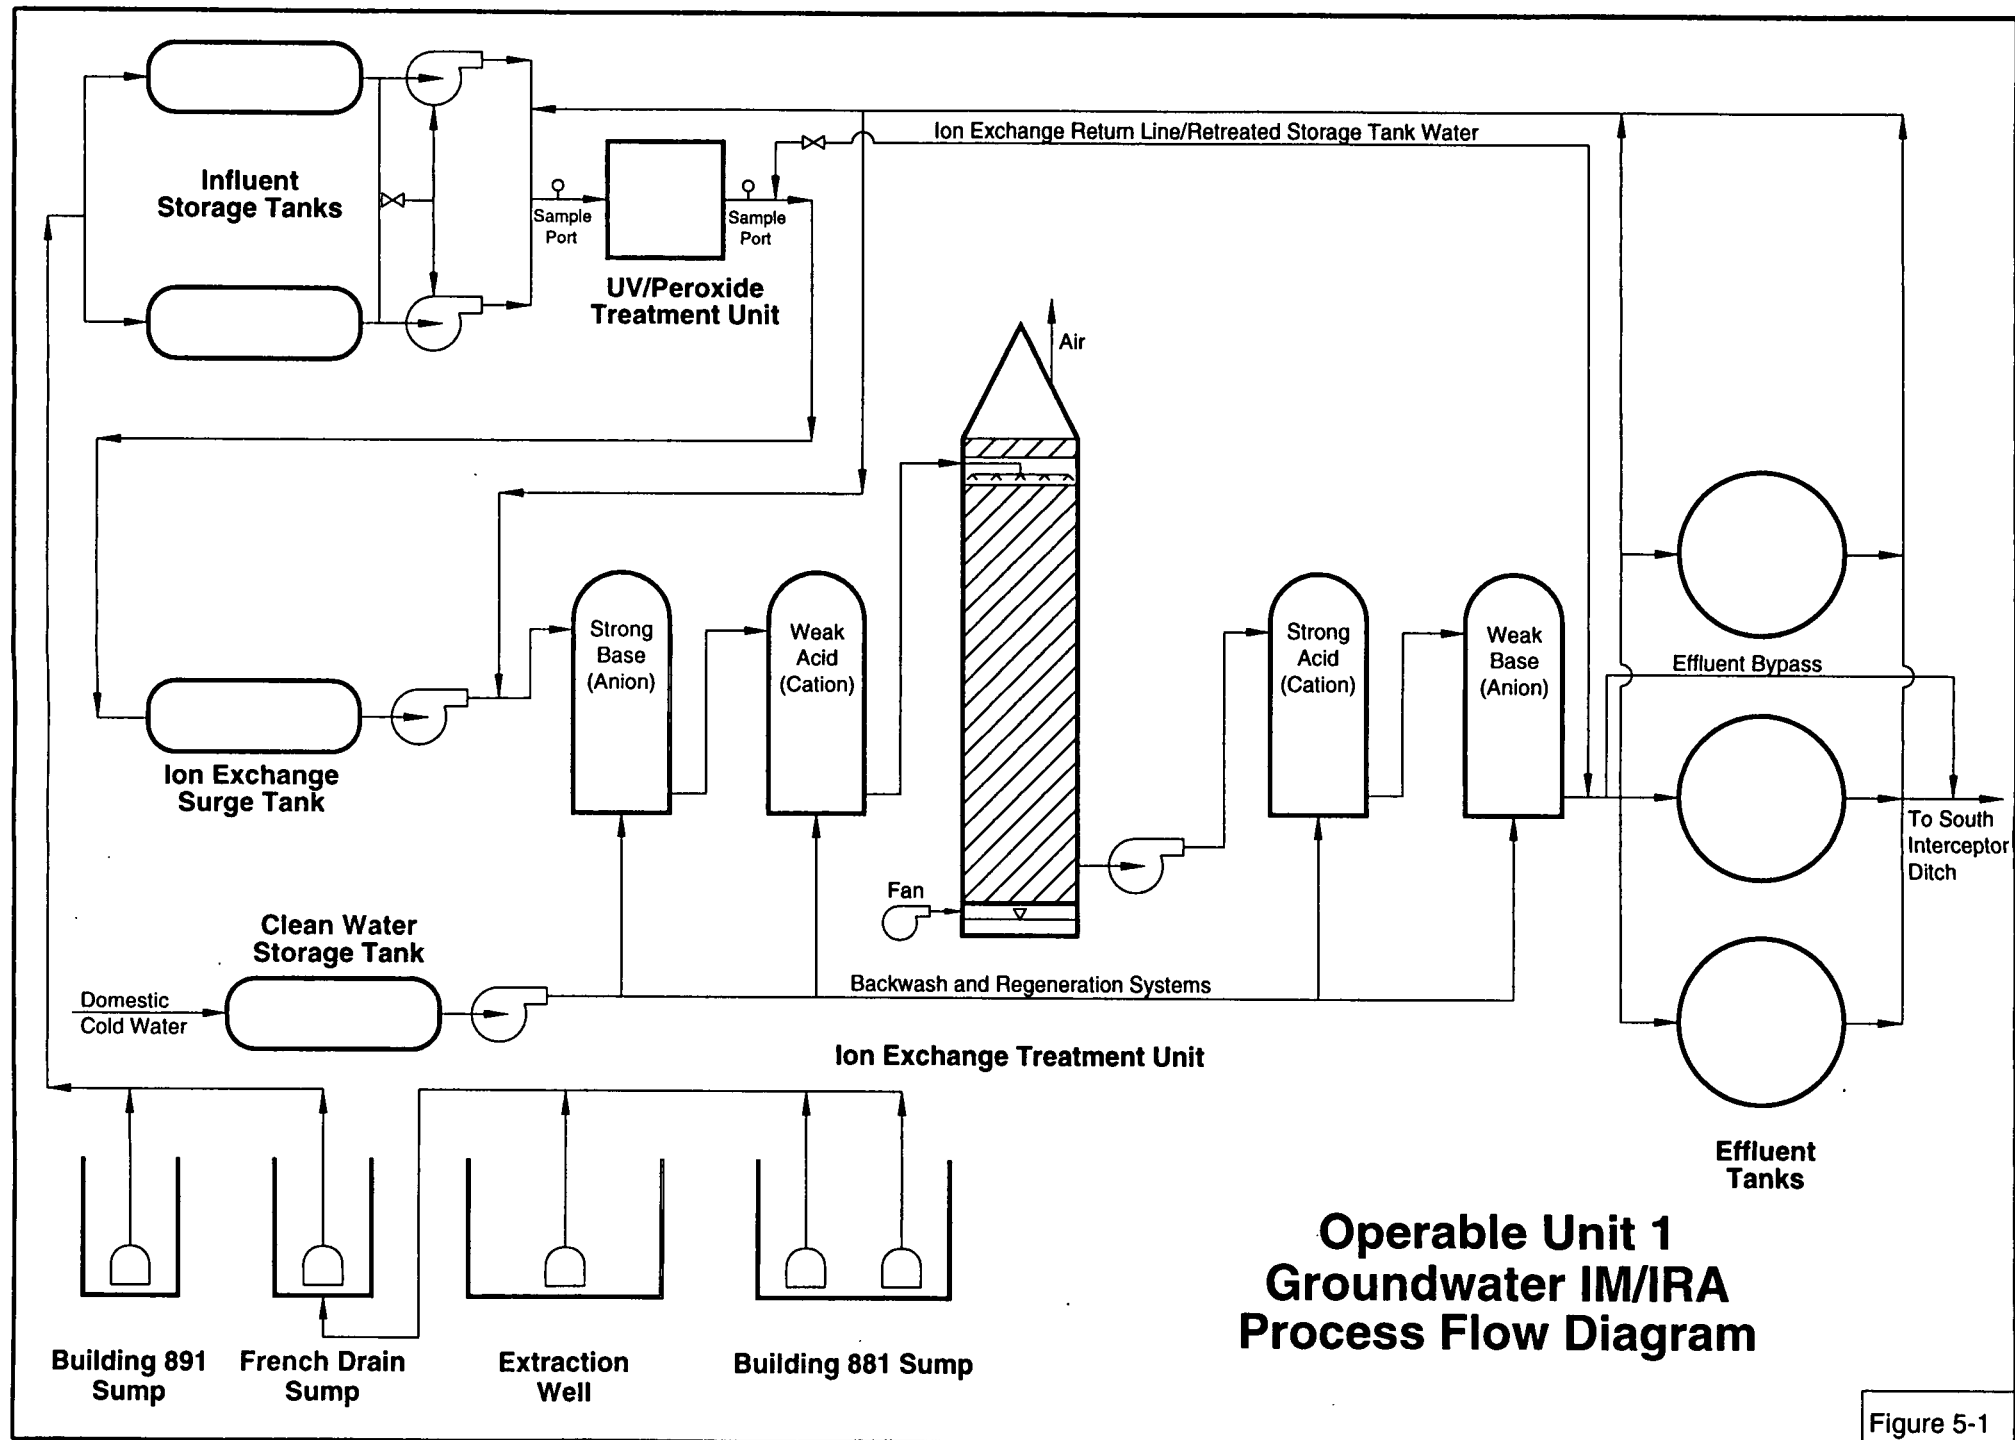 Influent
Storage Tanks
Ion Exchange Return Line/Retreated Storage Tank Water
Sample
Port
Sample
Port
UV/Peroxide
Treatment Unit
Air
Strong
Base
(Anion)
Weak
Acid
(Cation)
Strong
Acid
(Cation)
Weak
Base
(Anion)
Effluent Bypass
Ion Exchange
Surge Tank
To South
Interceptor
Ditch
Fan
Clean Water
Storage Tank
Domestic
Cold Water
Backwash and Regeneration Systems
Ion Exchange Treatment Unit
Effluent
Tanks
Building 891
Sump
French Drain
Sump
Extraction
Well
Building 881 Sump
Operable Unit 1
Groundwater IM/IRA
Process Flow Diagram
Figure 5-1